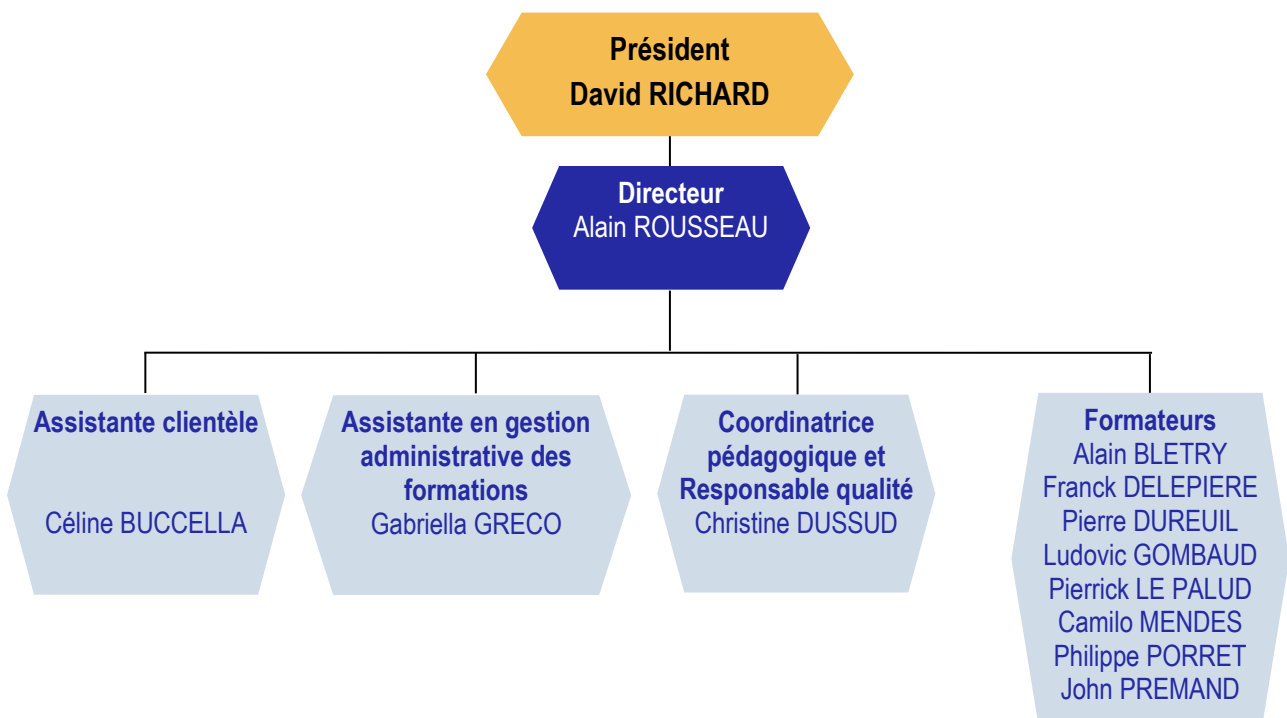 Président
David RICHARD
Directeur
Alain ROUSSEAU
Assistante clientèle
Céline BUCCELLA
Assistante en gestion
administrative des
formations
Gabriella GRECO
Coordinatrice
pédagogique et
Responsable qualité
Christine DUSSUD
Formateurs
Alain BLETRY
Franck DELEPIERE
Pierre DUREUIL
Ludovic GOMBAUD
Pierrick LE PALUD
Camilo MENDES
Philippe PORRET
John PREMAND